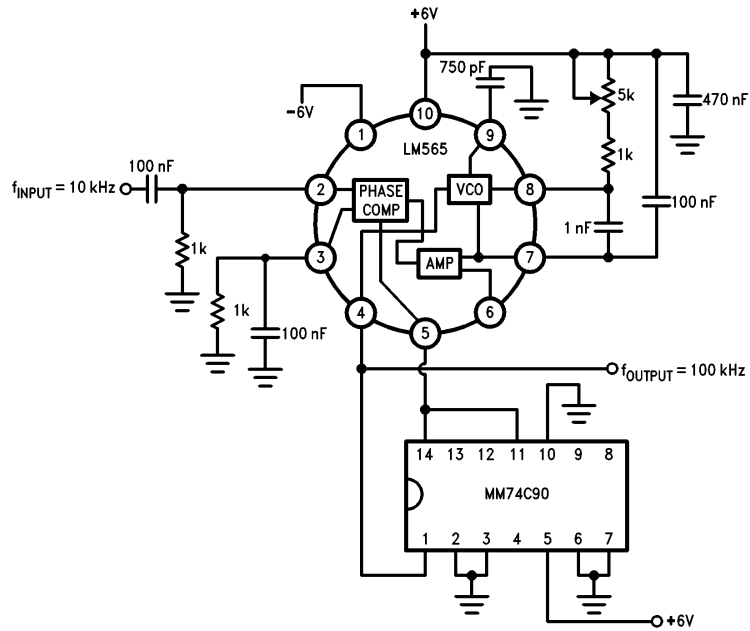 +6V
750 pF
-6V
5k
470 nF
10
1
9
LM565
100 nF
1k
fINPUT = 10 kHz
2
PHASE
COMP
VCO
8
1 nF
100 nF
1k
3
AMP
7
1k
100 nF
4
6
5
fOUTPUT = 100 kHz
14 13 12 11 10 9 8
MM74C90
1 2 3 4 5 6 7
+6V